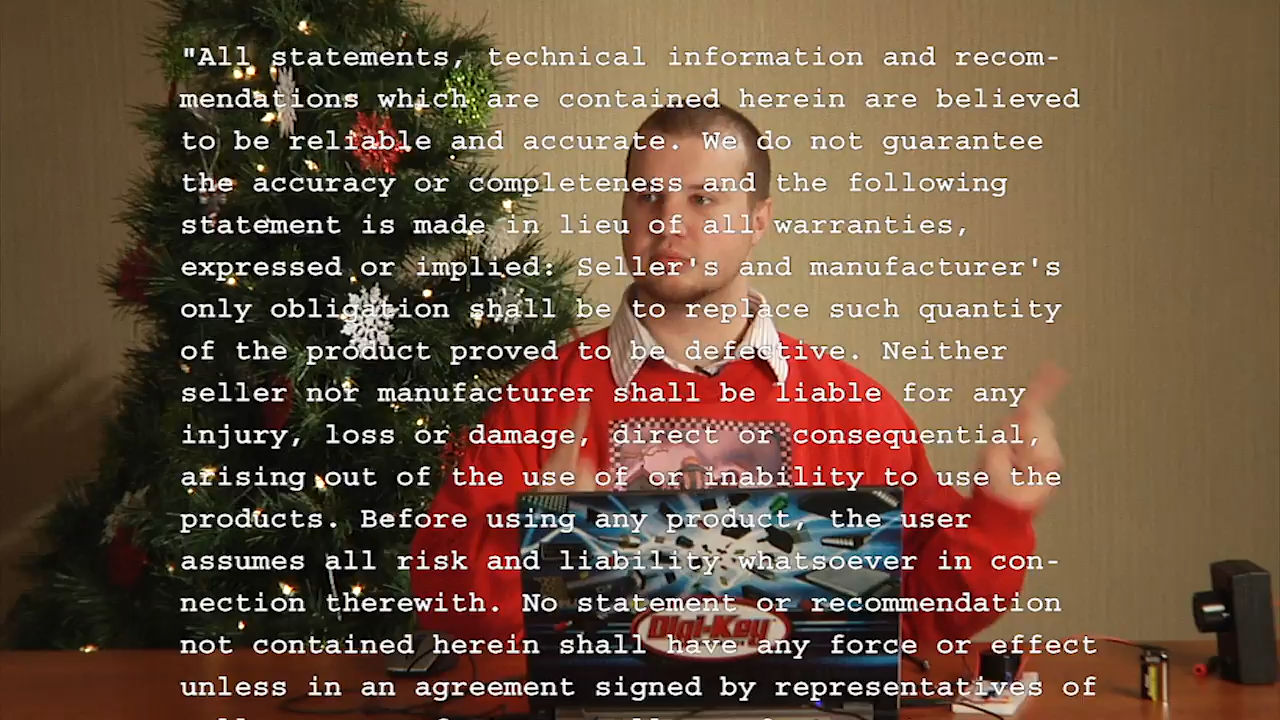 "All statements, technical information and recom-
mendations which are contained herein are believed
to be reliable and accurate. We do not guarantee
the accuracy or completeness and the following
statement is made in lieu of all warranties,
expressed or implied: Seller's and manufacturer's
only obligation shall be to replace such quantity
of the product proved to be defective. Neither
seller nor manufacturer shall be liable for any
injury, loss or damage, direct or consequential,
arising out of the use of or inability to use the
products. Before using any product, the user
assumes all risk and liability whatsoever in con-
nection therewith. No statement or recommendation
Digi-Key
not contained herein shall have any force or effect
unless in an agreement signed by representatives of